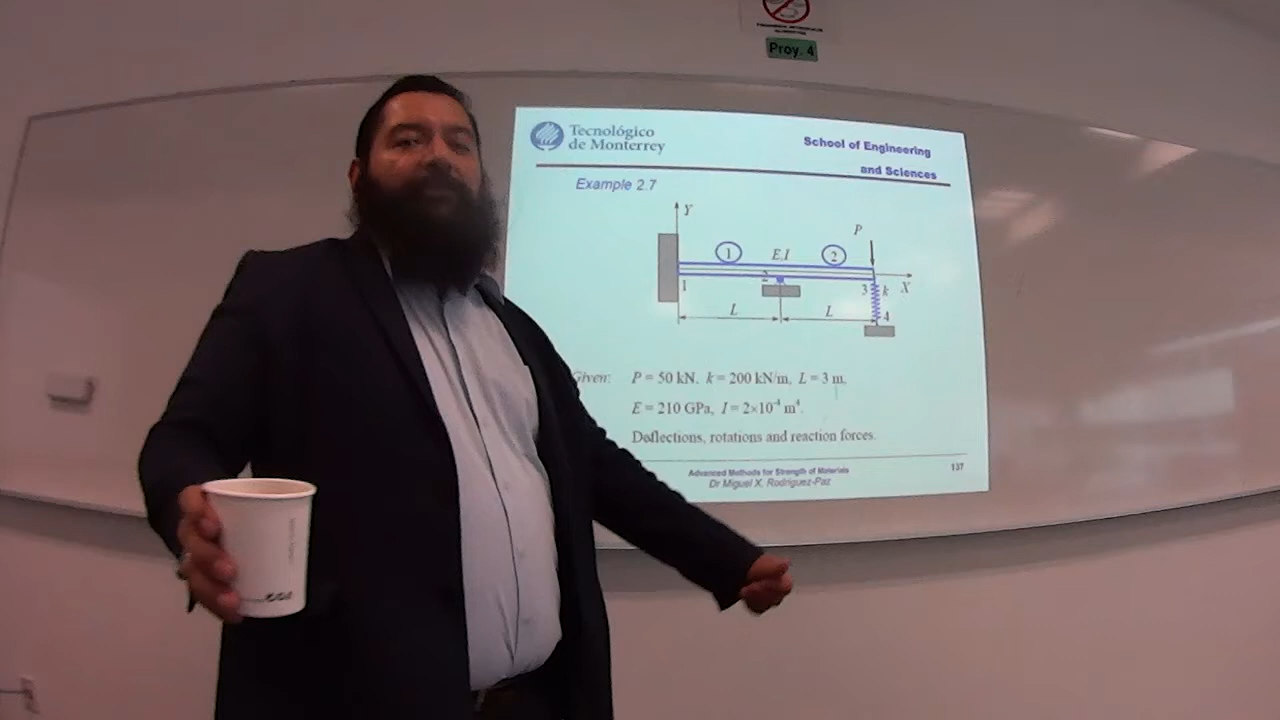 Proy. 4
Tecnológico
de Monterrey
School of Engineering
and Sciences
Example 2.7
Y
P
1
E,I
2
2
1
3
k
X
4
L
L
Given:
P = 50 kN, k = 200 kN/m, L = 3 m,
E = 210 GPa, I = 2×10⁻⁴ m⁴.
Deflections, rotations and reaction forces.
Advanced Methods for Strength of Materials
137
Dr Miguel X. Rodriguez-Paz